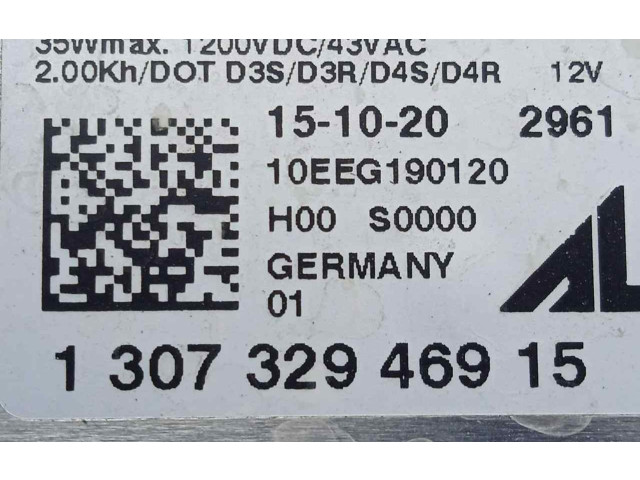 35Wmax. 1200VDC/43VAC
2.00Kh/DOT D3S/D3R/D4S/D4R 12V
15-10-20 2961
10EEG190120
H00 S0000
GERMANY
01
AL
1 307 329 469 15